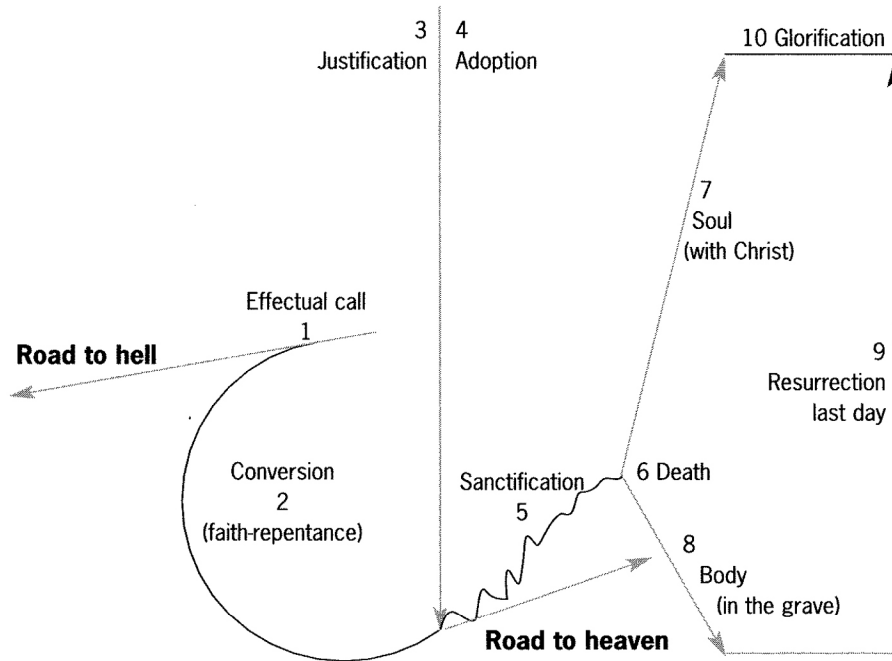 3
Justification
4
Adoption
10 Glorification
7
Soul
(with Christ)
Effectual call
1
Road to hell
9
Resurrection
last day
Conversion
2
(faith-repentance)
Sanctification
5
6 Death
8
Body
(in the grave)
Road to heaven